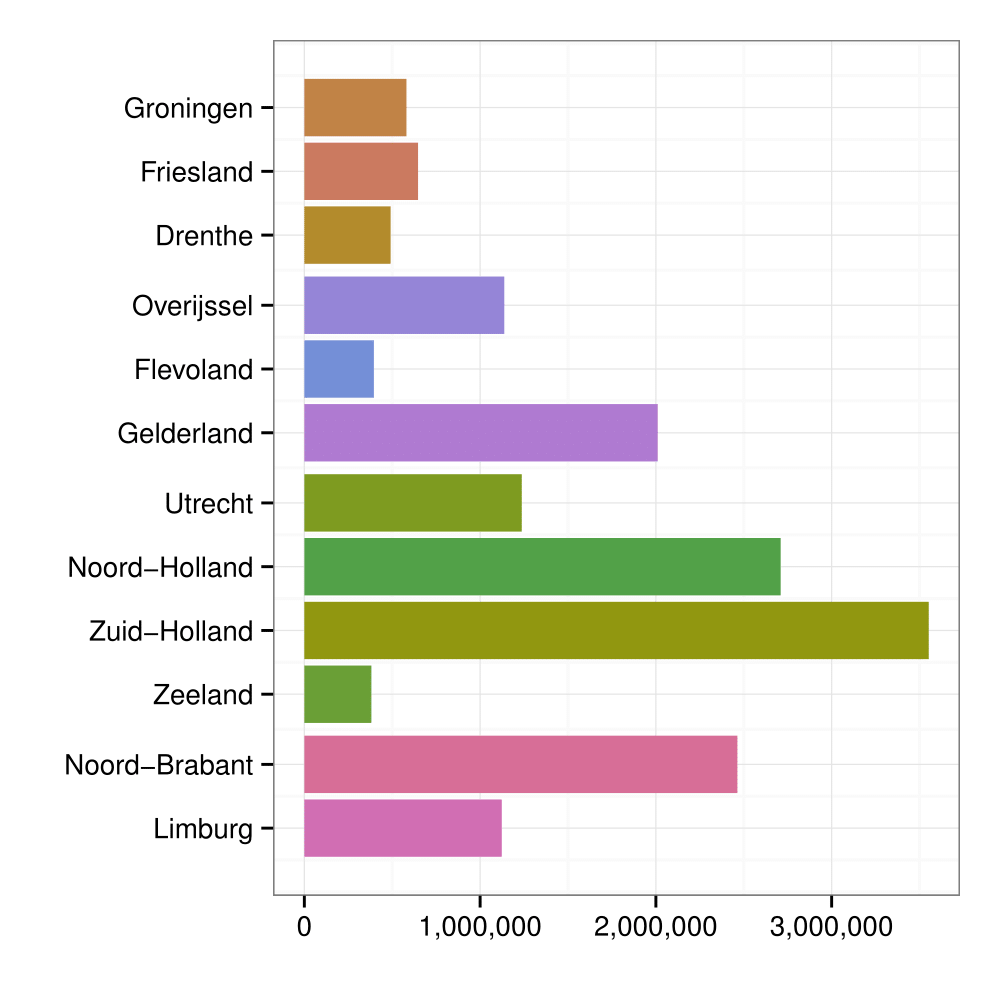 Groningen
Friesland
Drenthe
Overijssel
Flevoland
Gelderland
Utrecht
Noord−Holland
Zuid−Holland
Zeeland
Noord−Brabant
Limburg
0 1,000,000 2,000,000 3,000,000